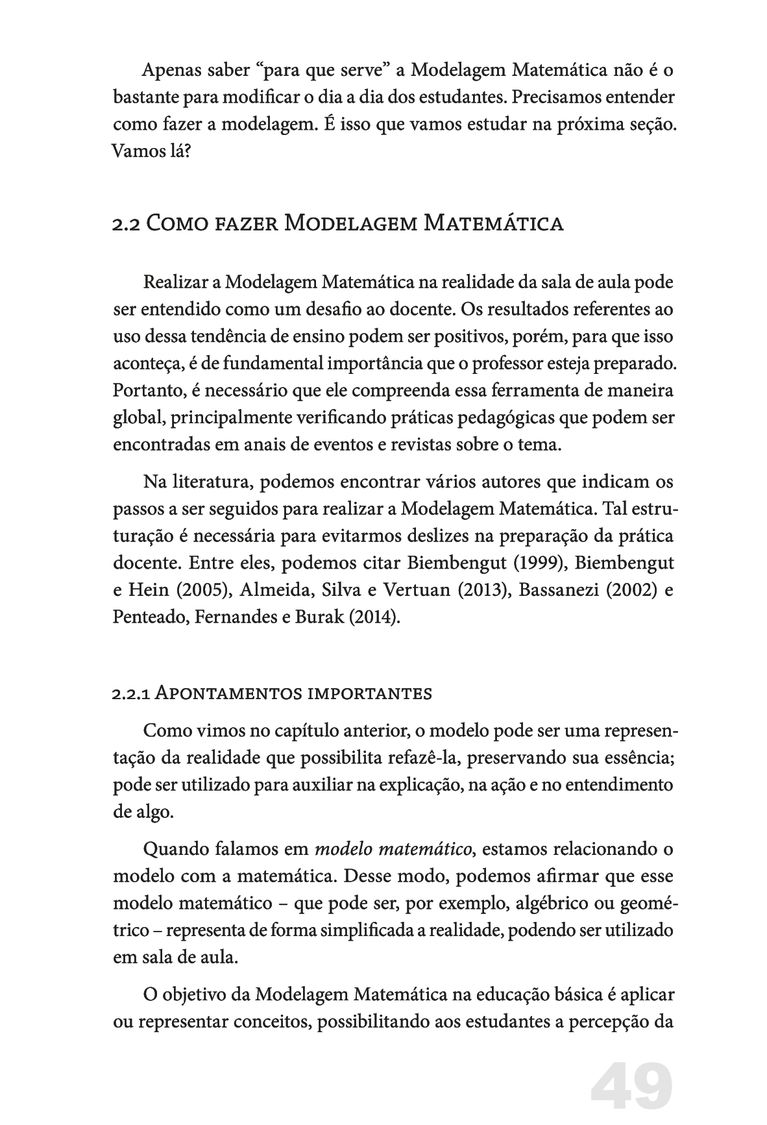 Apenas saber “para que serve” a Modelagem Matemática não é o
bastante para modificar o dia a dia dos estudantes. Precisamos entender
como fazer a modelagem. É isso que vamos estudar na próxima seção.
Vamos lá?
2.2 Como fazer Modelagem Matemática
Realizar a Modelagem Matemática na realidade da sala de aula pode
ser entendido como um desafio ao docente. Os resultados referentes ao
uso dessa tendência de ensino podem ser positivos, porém, para que isso
aconteça, é de fundamental importância que o professor esteja preparado.
Portanto, é necessário que ele compreenda essa ferramenta de maneira
global, principalmente verificando práticas pedagógicas que podem ser
encontradas em anais de eventos e revistas sobre o tema.
Na literatura, podemos encontrar vários autores que indicam os
passos a ser seguidos para realizar a Modelagem Matemática. Tal estru-
turação é necessária para evitarmos deslizes na preparação da prática
docente. Entre eles, podemos citar Biembengut (1999), Biembengut
e Hein (2005), Almeida, Silva e Vertuan (2013), Bassanezi (2002) e
Penteado, Fernandes e Burak (2014).
2.2.1 Apontamentos importantes
Como vimos no capítulo anterior, o modelo pode ser uma represen-
tação da realidade que possibilita refazê-la, preservando sua essência;
pode ser utilizado para auxiliar na explicação, na ação e no entendimento
de algo.
Quando falamos em modelo matemático, estamos relacionando o
modelo com a matemática. Desse modo, podemos afirmar que esse
modelo matemático – que pode ser, por exemplo, algébrico ou geomé-
trico – representa de forma simplificada a realidade, podendo ser utilizado
em sala de aula.
O objetivo da Modelagem Matemática na educação básica é aplicar
ou representar conceitos, possibilitando aos estudantes a percepção da
49